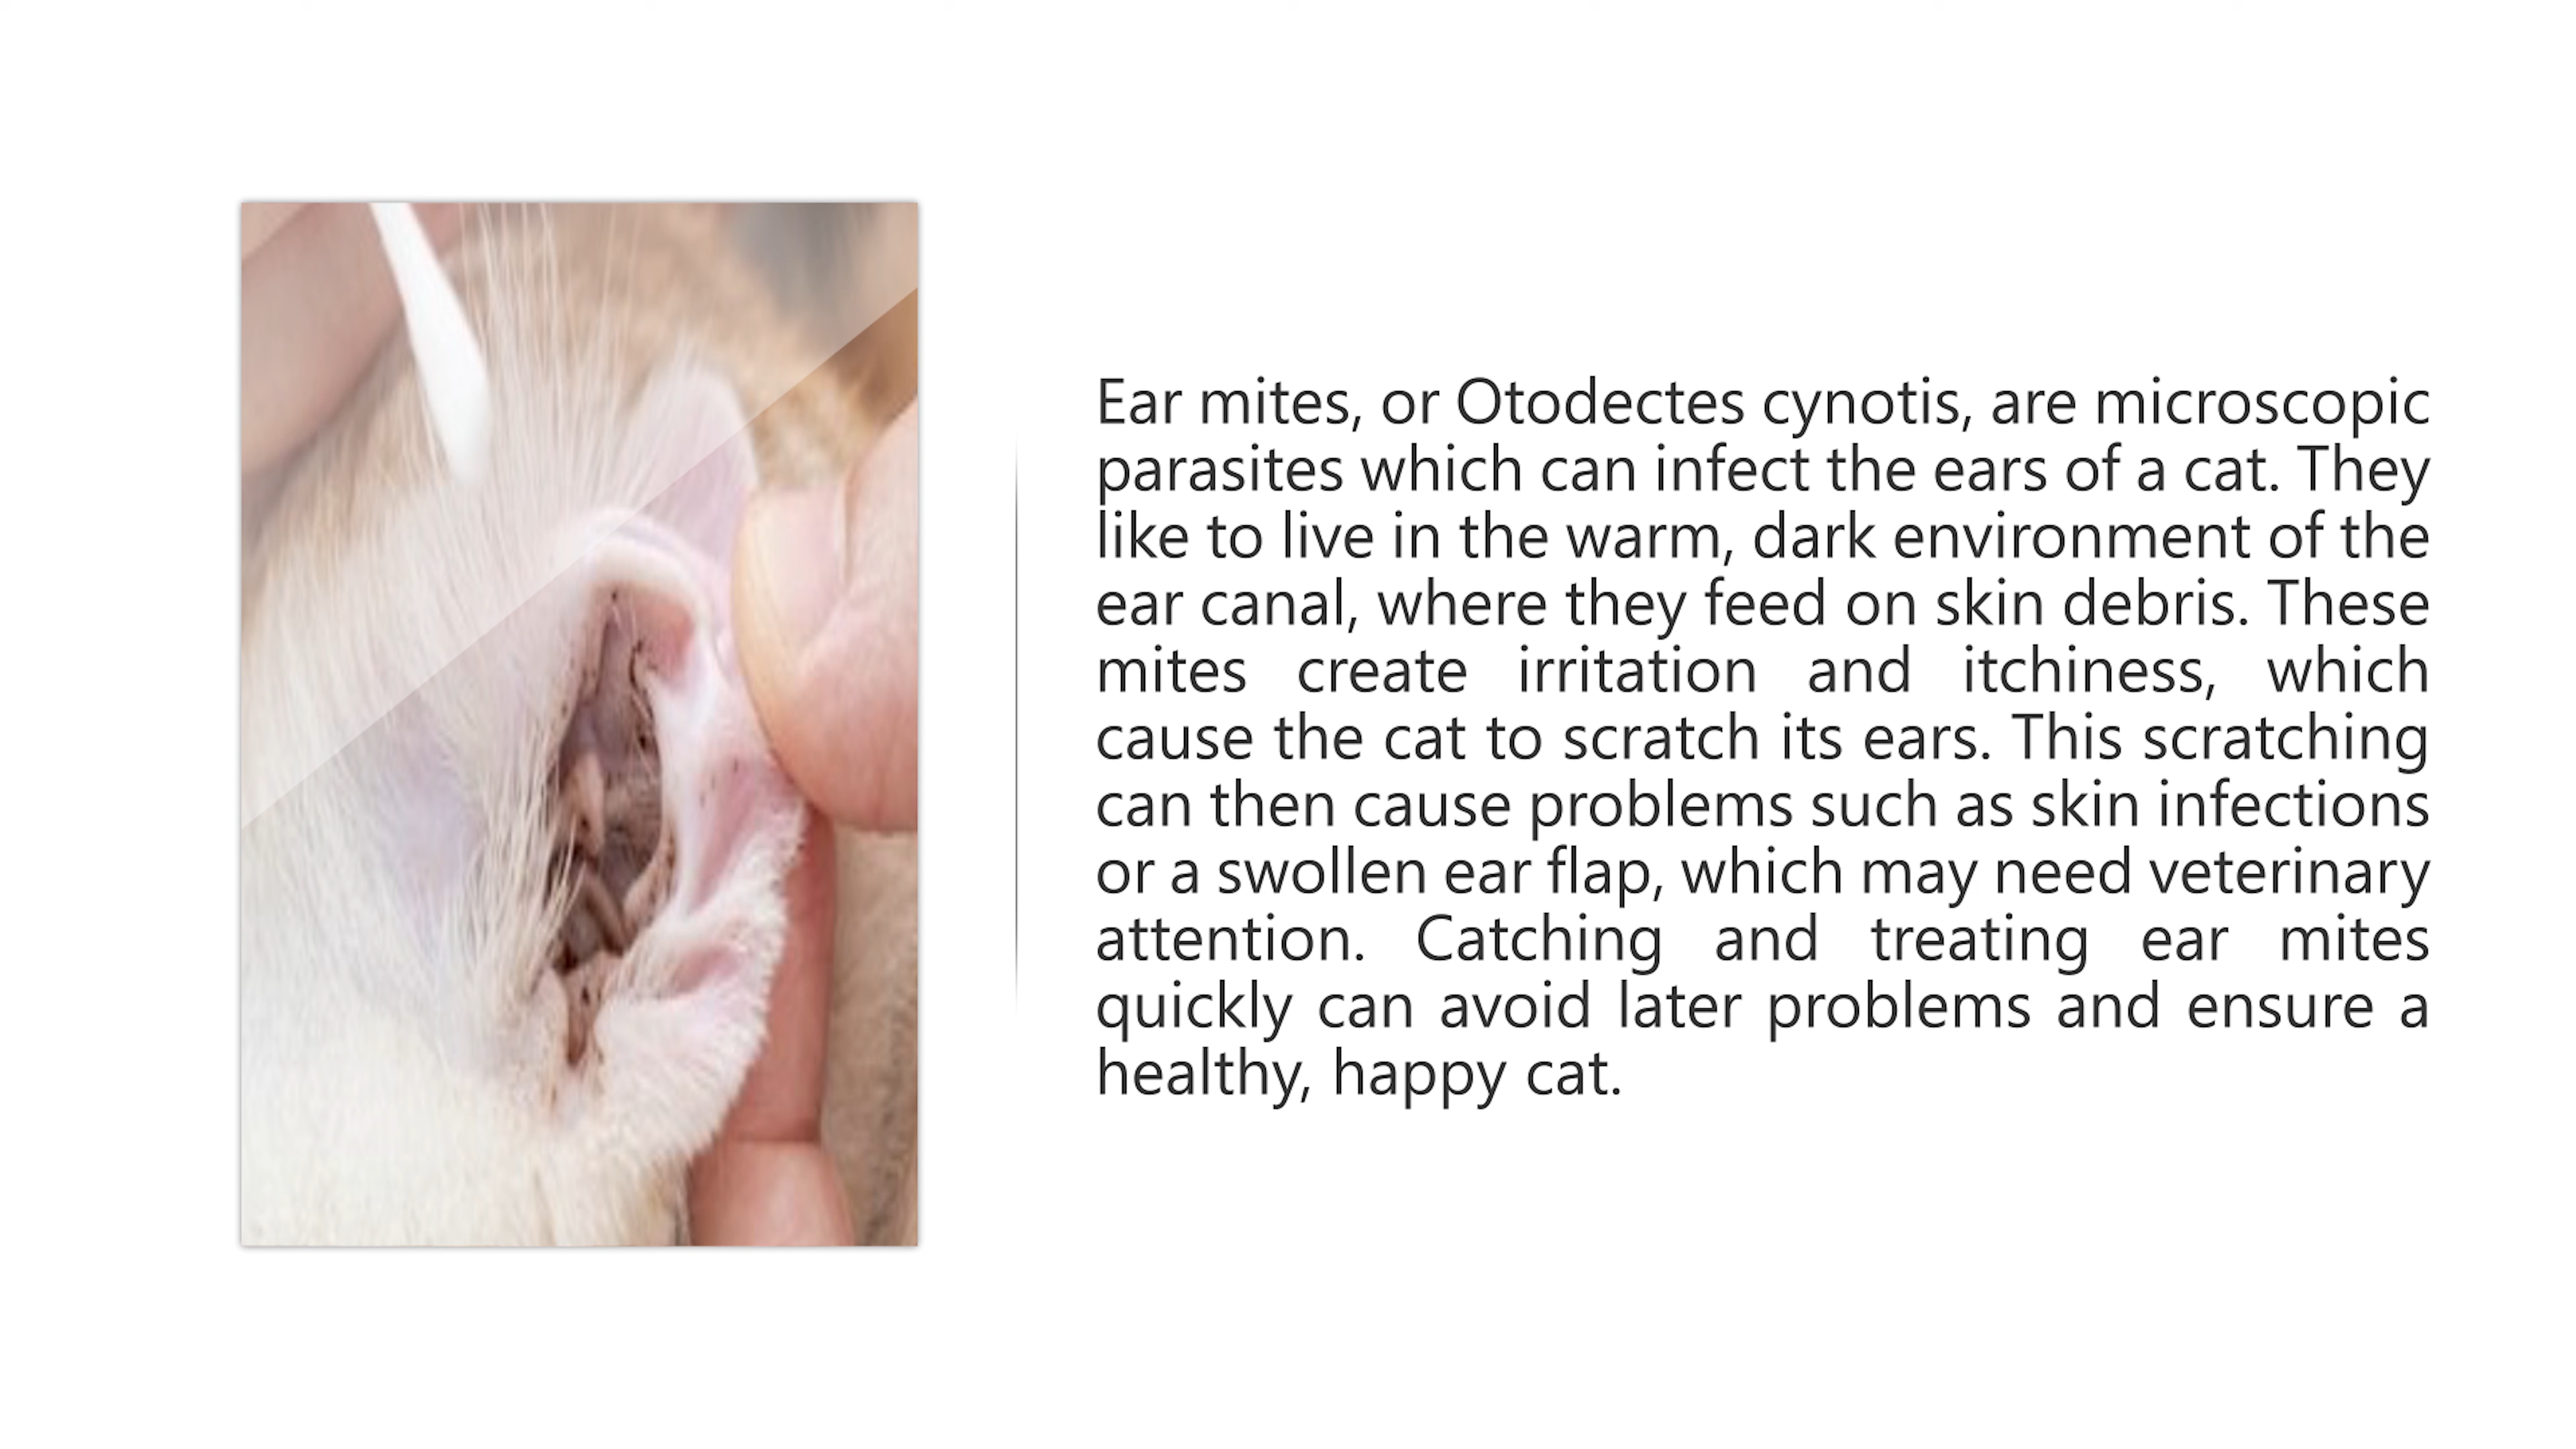 Ear mites, or Otodectes cynotis, are microscopic
parasites which can infect the ears of a cat. They
like to live in the warm, dark environment of the
ear canal, where they feed on skin debris. These
mites create irritation and itchiness, which
cause the cat to scratch its ears. This scratching
can then cause problems such as skin infections
or a swollen ear flap, which may need veterinary
attention. Catching and treating ear mites
quickly can avoid later problems and ensure a
healthy, happy cat.